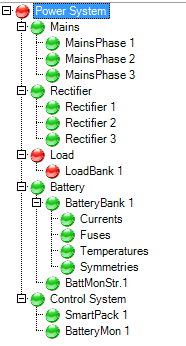 Power System
Mains
MainsPhase 1
MainsPhase 2
MainsPhase 3
Rectifier
Rectifier 1
Rectifier 2
Rectifier 3
Load
LoadBank 1
Battery
BatteryBank 1
Currents
Fuses
Temperatures
Symmetries
BattMonStr.1
Control System
SmartPack 1
BatteryMon 1